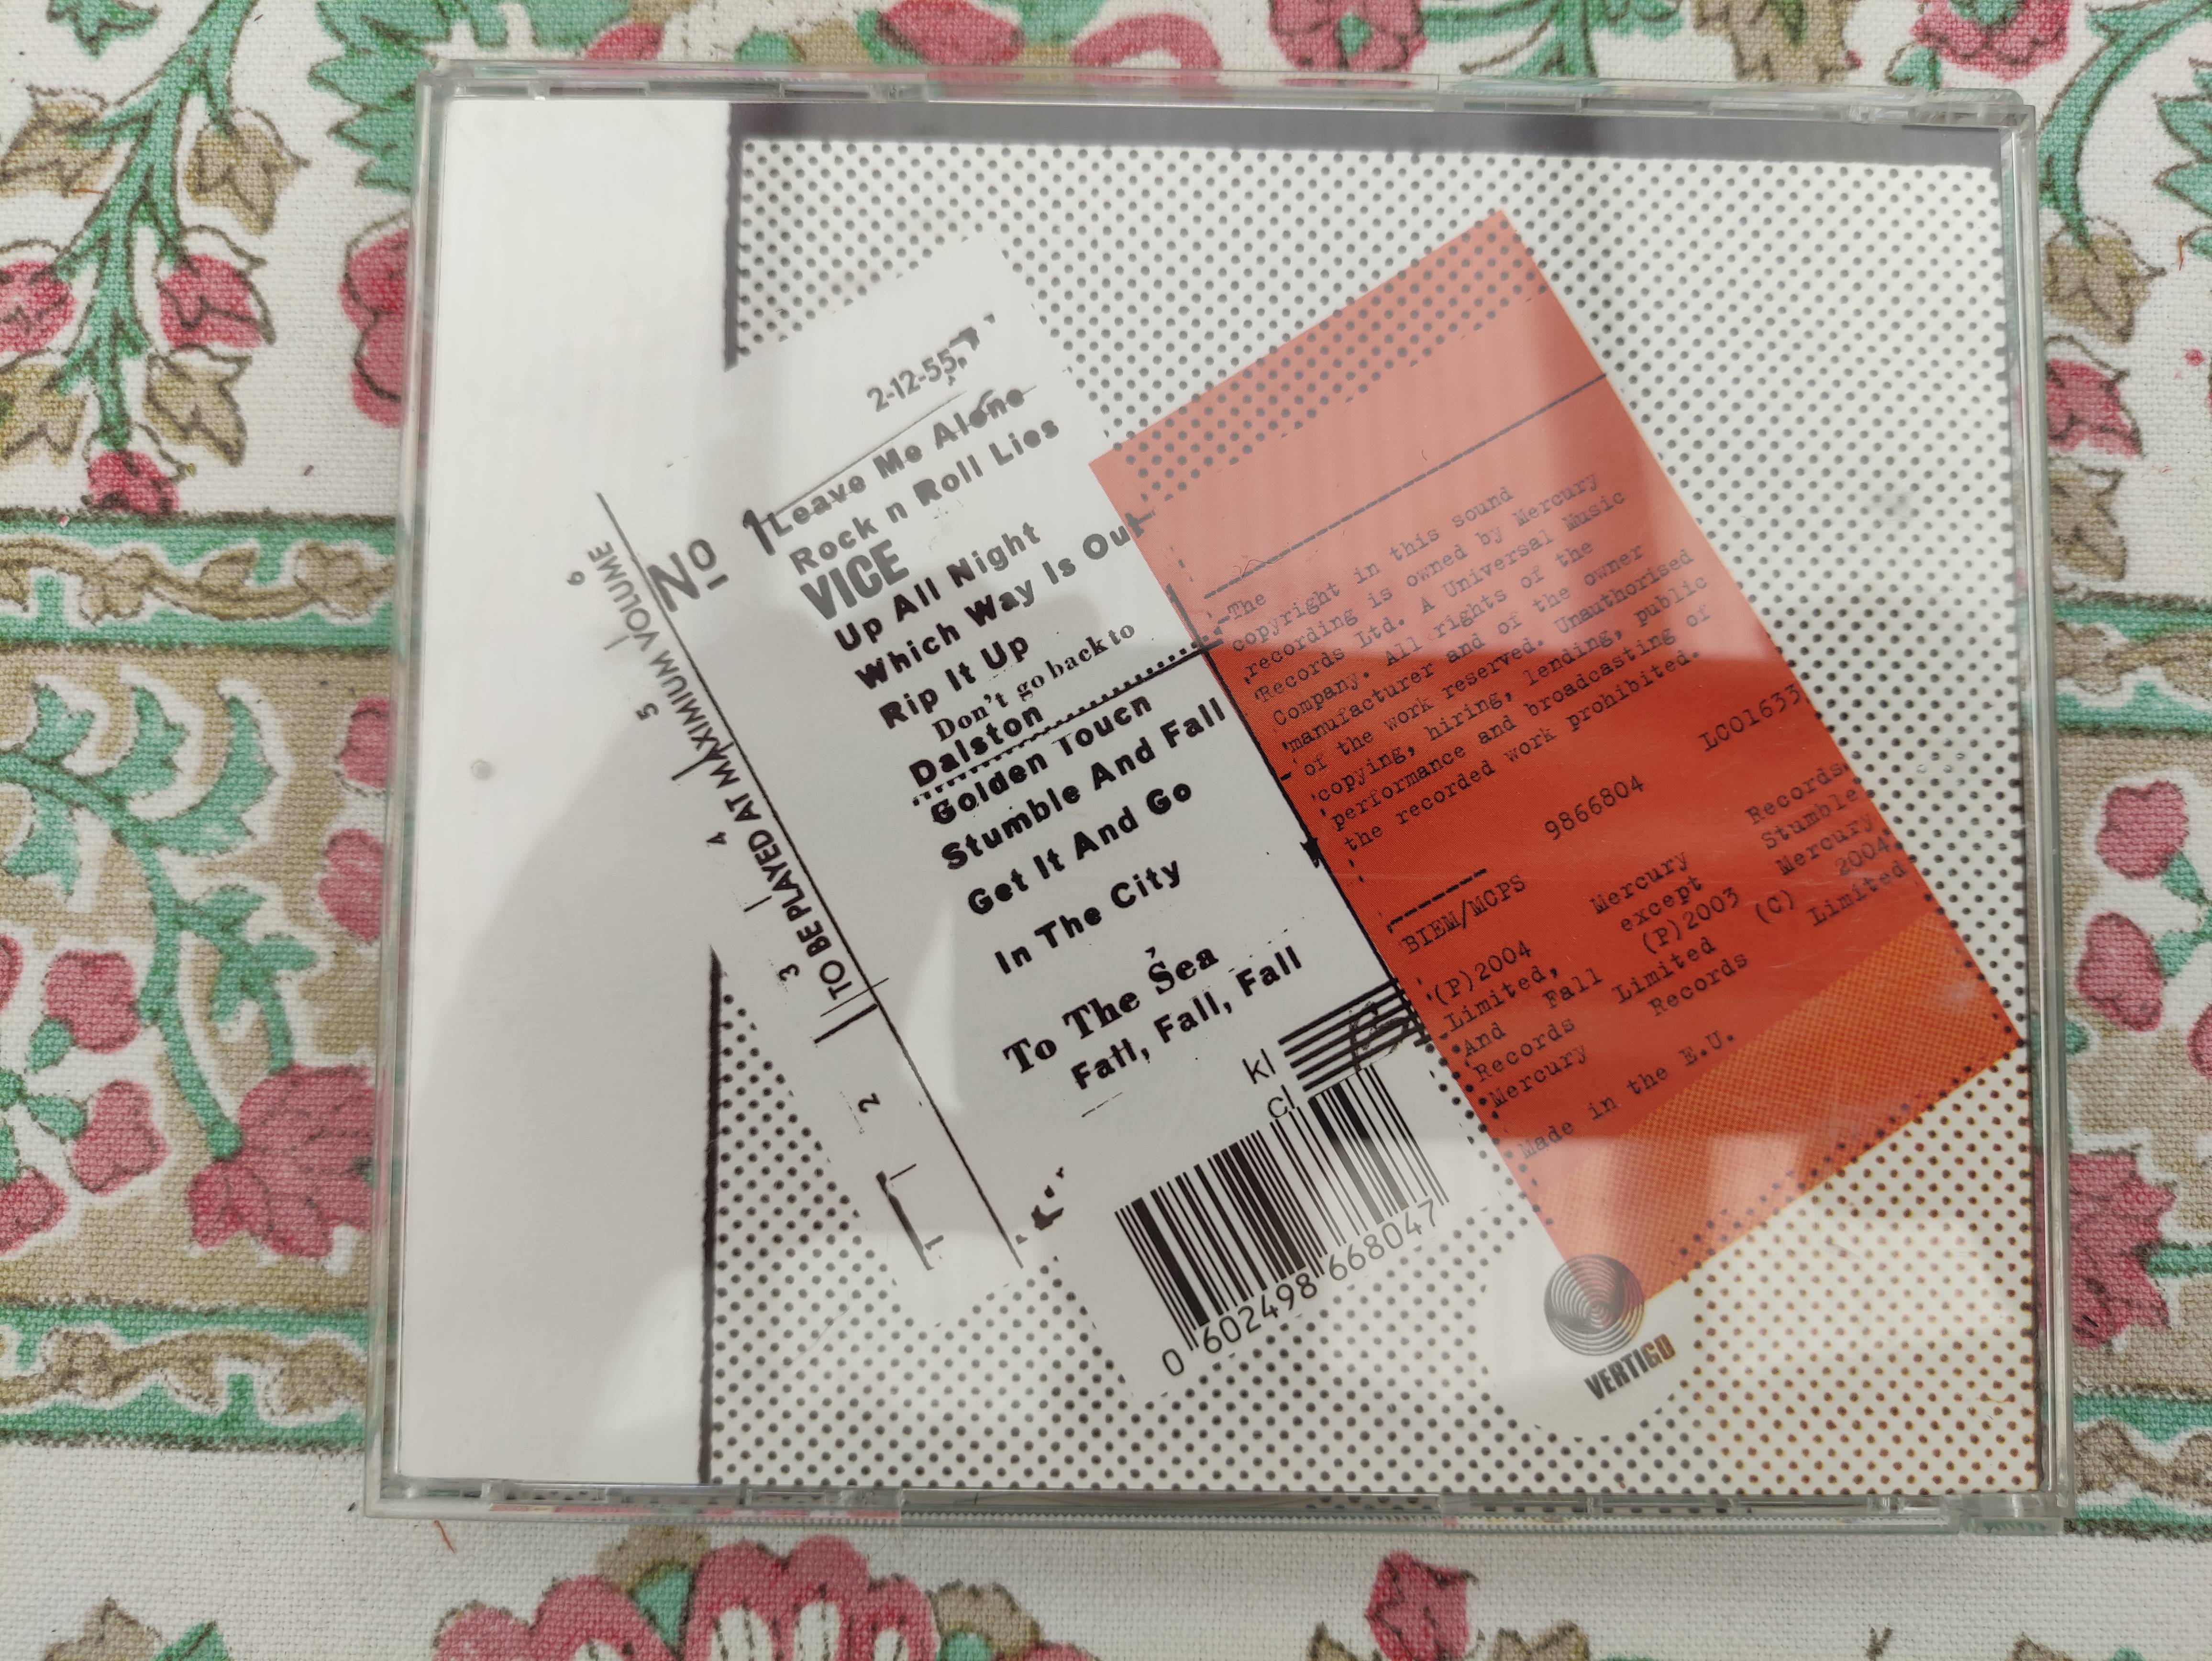 2-12-55
Leave Me Alone
Rock n Roll Lies
VICE
Up All Night
Which Way Is Out
Rip It Up
Don't go back to
Dalston
Golden Touch
Stumble And Fall
Get It And Go
In The City
To The Sea
Fall, Fall, Fall
No 1
TO BE PLAYED AT MAXIMIUM VOLUME
6
5
4
3
2
1
kl
cl
0 602498 668047
The
copyright in this sound
recording is owned by Mercury
Records Ltd. A Universal Music
Company. All rights of the
manufacturer and of the owner
of the work reserved. Unauthorised
copying, hiring, lending, public
performance and broadcasting of
the recorded work prohibited.
9866804 LC01633
BIEM/MCPS
(P)2004 Mercury Records
Limited, except Stumble
And Fall (P)2003 Mercury
Records Limited (C) 2004
Mercury Records Limited
Made in the E.U.
VERTIGO